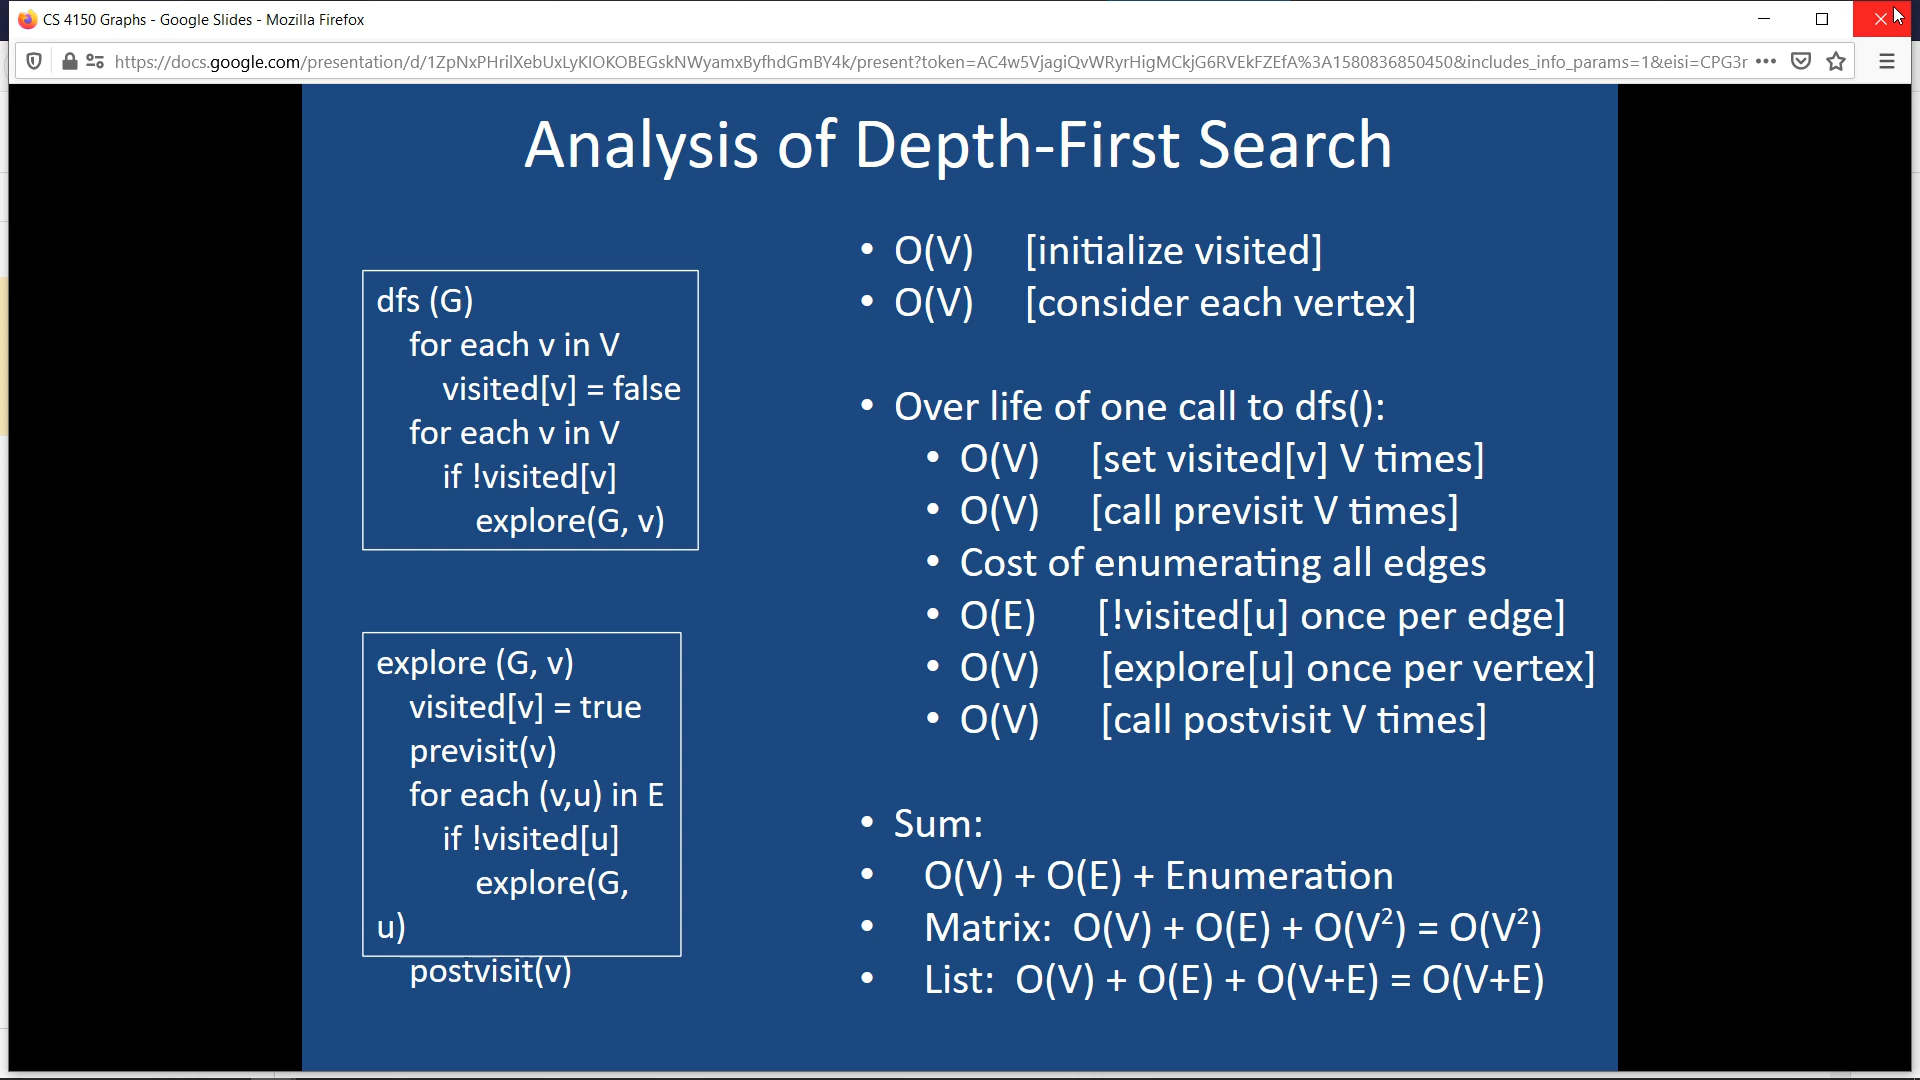 CS 4150 Graphs - Google Slides - Mozilla Firefox
https://docs.google.com/presentation/d/1ZpNxPHrilXebUxLyKIOKOBEGskNWyamxByfhdGmBY4k/present?token=AC4w5VjagiQvWRyrHigMCkjG6RVEkFZEfA%3A1580836850450&includes_info_params=1&eisi=CPG3r
Analysis of Depth-First Search
dfs (G)
for each v in V
visited[v] = false
for each v in V
if !visited[v]
explore(G, v)
explore (G, v)
visited[v] = true
previsit(v)
for each (v,u) in E
if !visited[u]
explore(G,
u)
postvisit(v)
• O(V) [initialize visited]
• O(V) [consider each vertex]
• Over life of one call to dfs():
• O(V) [set visited[v] V times]
• O(V) [call previsit V times]
• Cost of enumerating all edges
• O(E) [!visited[u] once per edge]
• O(V) [explore[u] once per vertex]
• O(V) [call postvisit V times]
• Sum:
• O(V) + O(E) + Enumeration
• Matrix: O(V) + O(E) + O(V²) = O(V²)
• List: O(V) + O(E) + O(V+E) = O(V+E)